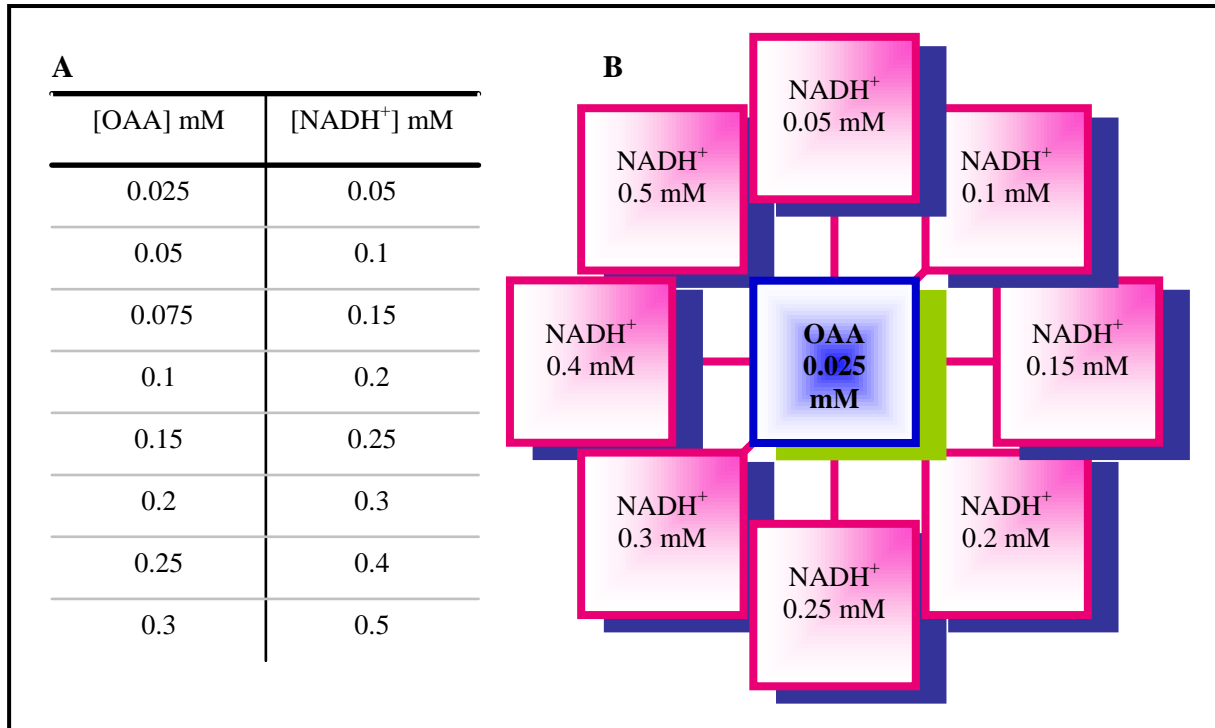 A
[OAA] mM [NADH⁺] mM
0.025 0.05
0.05 0.1
0.075 0.15
0.1 0.2
0.15 0.25
0.2 0.3
0.25 0.4
0.3 0.5
B
NADH⁺
0.05 mM
NADH⁺
0.1 mM
NADH⁺
0.15 mM
NADH⁺
0.2 mM
NADH⁺
0.25 mM
NADH⁺
0.3 mM
NADH⁺
0.4 mM
NADH⁺
0.5 mM
OAA
0.025
mM